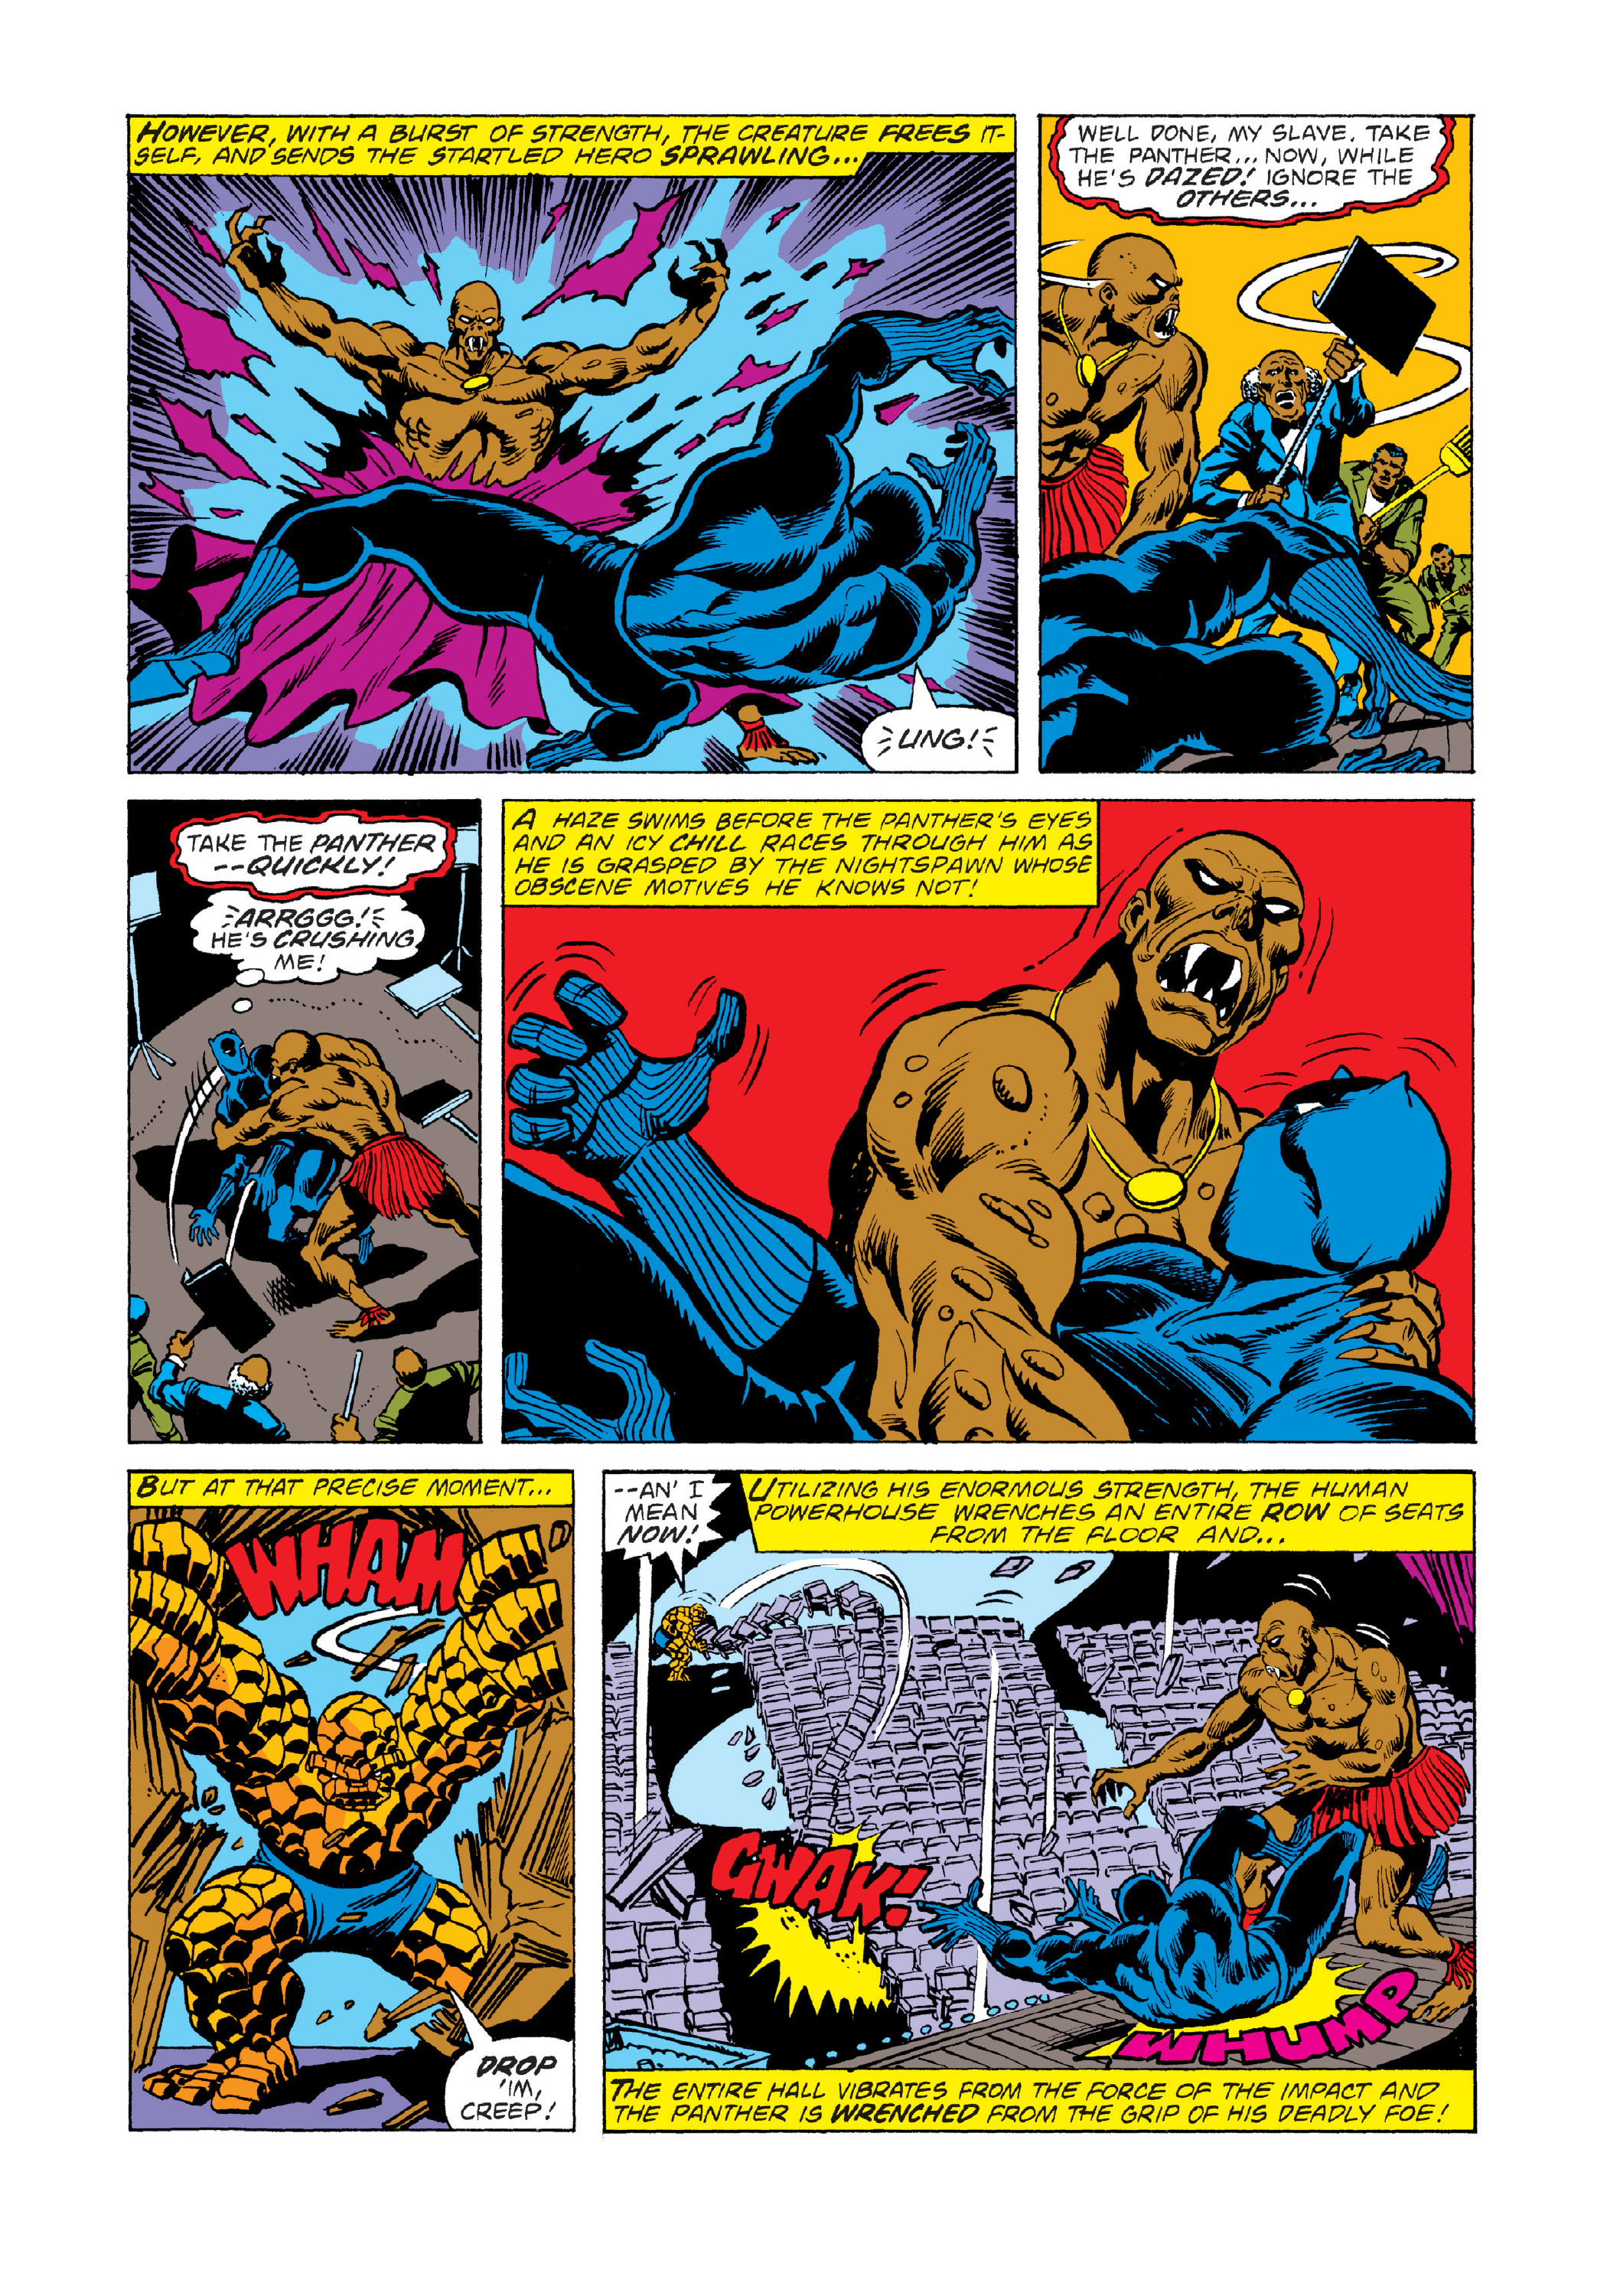 HOWEVER, WITH A BURST OF STRENGTH, THE CREATURE FREES IT-
SELF, AND SENDS THE STARTLED HERO SPRAWLING...
UNG!
WELL DONE, MY SLAVE. TAKE
THE PANTHER... NOW, WHILE
HE'S DAZED! IGNORE THE
OTHERS...
TAKE THE PANTHER
--QUICKLY!
ARRGGG!
HE'S CRUSHING
ME!
A HAZE SWIMS BEFORE THE PANTHER'S EYES
AND AN ICY CHILL RACES THROUGH HIM AS
HE IS GRASPED BY THE NIGHTSPAWN WHOSE
OBSCENE MOTIVES HE KNOWS NOT!
BUT AT THAT PRECISE MOMENT...
WHAM
DROP
'IM,
CREEP!
--AN' I
MEAN
NOW!
UTILIZING HIS ENORMOUS STRENGTH, THE HUMAN
POWERHOUSE WRENCHES AN ENTIRE ROW OF SEATS
FROM THE FLOOR AND...
GWAK!
WHUMP
THE ENTIRE HALL VIBRATES FROM THE FORCE OF THE IMPACT AND
THE PANTHER IS WRENCHED FROM THE GRIP OF HIS DEADLY FOE!